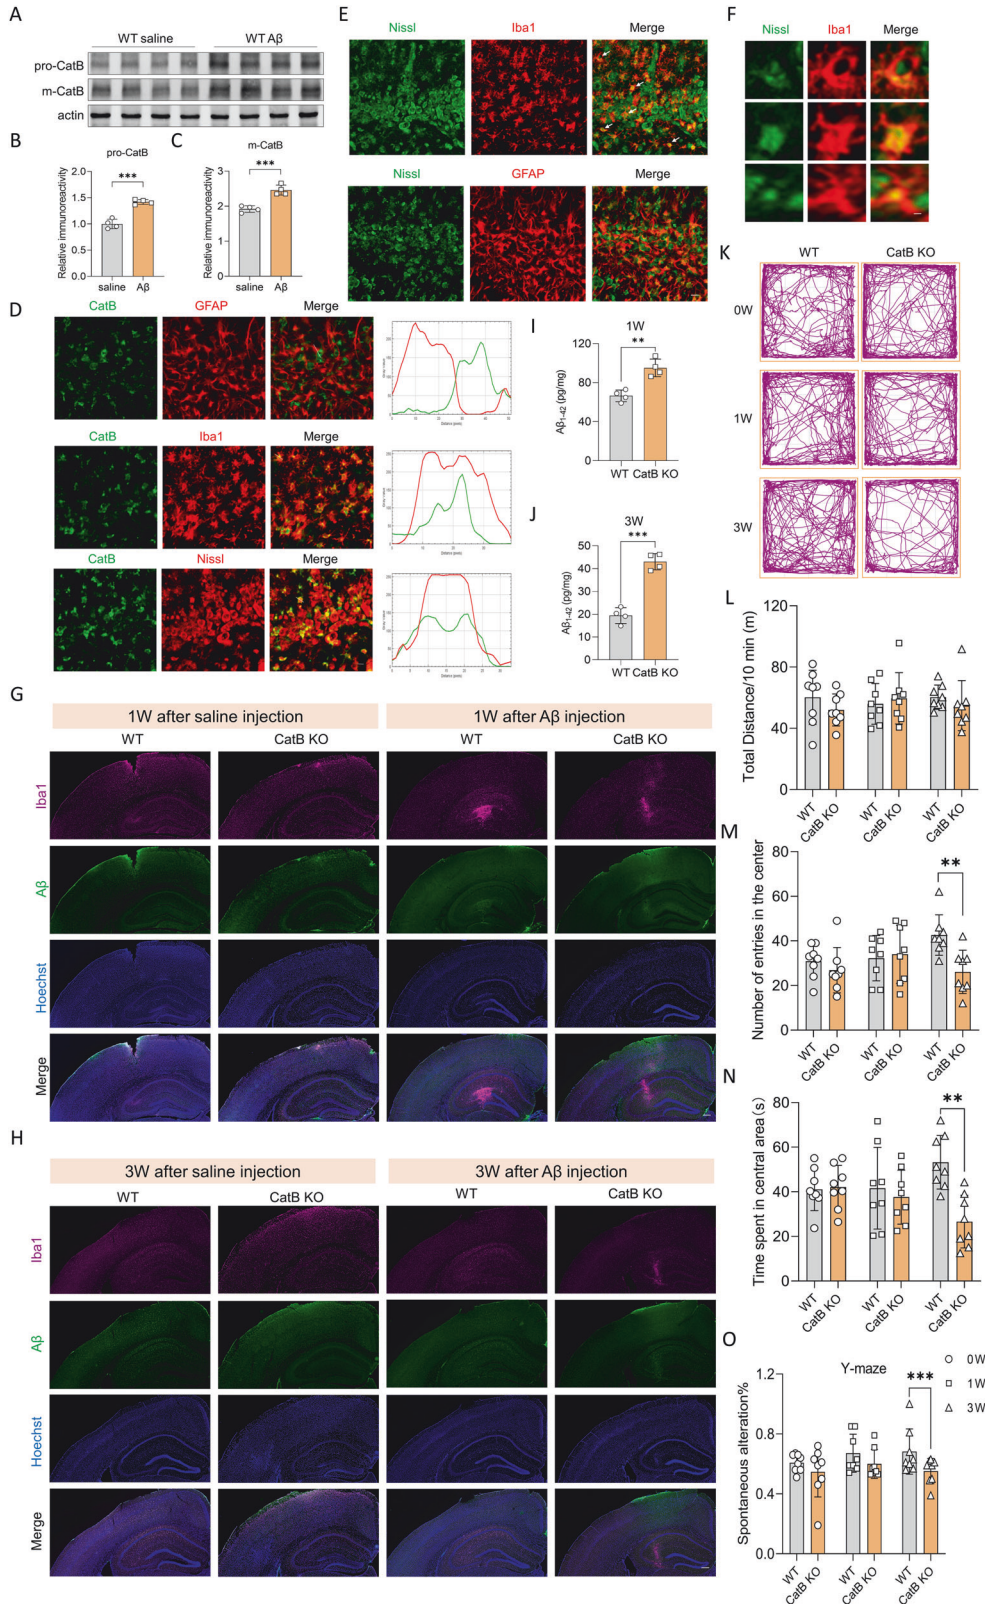 A
WT saline
WT Aβ
pro-CatB
m-CatB
actin
B
pro-CatB
***
Relative immunoreactivity
1.5
1.0
0.5
0.0
saline
Aβ
C
m-CatB
***
Relative immunoreactivity
3
2
1
0
saline
Aβ
D
CatB
GFAP
Merge
CatB
Iba1
Merge
CatB
Nissl
Merge
E
Nissl
Iba1
Merge
Nissl
GFAP
Merge
F
Nissl
Iba1
Merge
G
1W after saline injection
1W after Aβ injection
WT
CatB KO
WT
CatB KO
Iba1
Aβ
Hoechst
Merge
H
3W after saline injection
3W after Aβ injection
WT
CatB KO
WT
CatB KO
Iba1
Aβ
Hoechst
Merge
I
1W
**
Aβ1-42 (pg/mg)
120
80
40
0
WT CatB KO
J
3W
***
Aβ1-42 (pg/mg)
50
40
30
20
10
0
WT CatB KO
K
WT
CatB KO
0W
1W
3W
L
Total Distance/10 min (m)
120
80
40
0
WT
CatB KO
WT
CatB KO
WT
CatB KO
M
Number of entries in the center
80
60
40
20
0
**
WT
CatB KO
WT
CatB KO
WT
CatB KO
N
Time spent in central area(s)
80
60
40
20
0
**
WT
CatB KO
WT
CatB KO
WT
CatB KO
O
Y-maze
0W
1W
3W
***
Spontaneous alteration%
1.2
0.8
0.4
0.0
WT
CatB KO
WT
CatB KO
WT
CatB KO